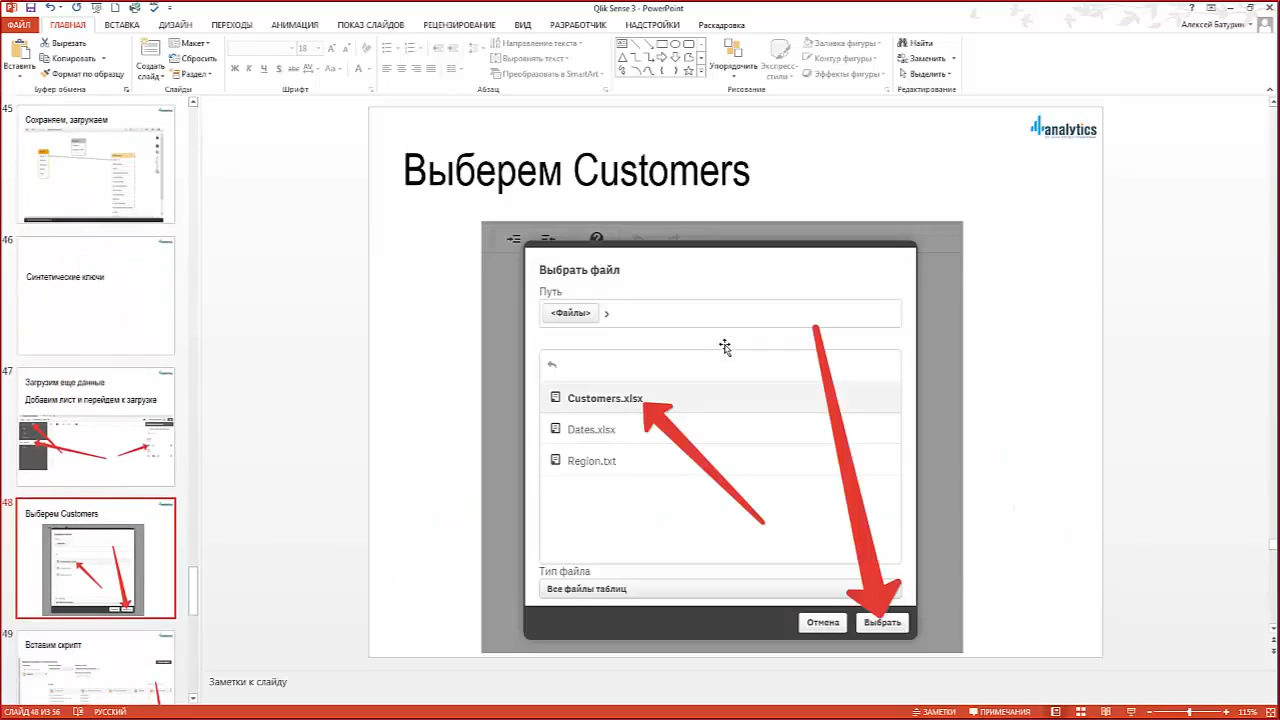 Qlik Sense 3 - PowerPoint
ФАЙЛ ГЛАВНАЯ ВСТАВКА ДИЗАЙН ПЕРЕХОДЫ АНИМАЦИЯ ПОКАЗ СЛАЙДОВ РЕЦЕНЗИРОВАНИЕ ВИД РАЗРАБОТЧИК НАДСТРОЙКИ Раскадровка
Алексей Батурин
Вставить
Вырезать
Копировать
Формат по образцу
Буфер обмена
Создать слайд
Макет
Сбросить
Раздел
Слайды
18
Ж К Ч S abc AV Aa A
Шрифт
Направление текста
Выровнять текст
Преобразовать в SmartArt
Абзац
Упорядочить
Экспресс-стили
Заливка фигуры
Контур фигуры
Эффекты фигуры
Рисование
Найти
Заменить
Выделить
Редактирование
45
Сохраняем, загружаем
46
Синтетические ключи
47
Загрузим еще данные
Добавим лист и перейдем к загрузке
48
Выберем Customers
49
Вставим скрипт
analytics
Выберем Customers
Выбрать файл
Путь
<Файлы> >
Customers.xlsx
Dates.xlsx
Region.txt
Тип файла
Все файлы таблиц
Отмена Выбрать
Заметки к слайду
СЛАЙД 48 ИЗ 56 РУССКИЙ ЗАМЕТКИ ПРИМЕЧАНИЯ 115%